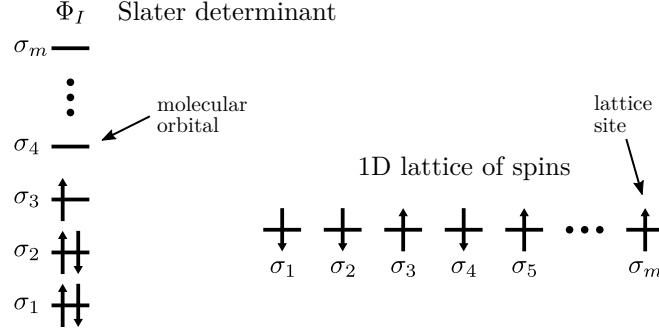 Φ_I Slater determinant
σ_m
molecular
orbital
σ_4
σ_3
σ_2
σ_1
lattice
site
1D lattice of spins
σ_1 σ_2 σ_3 σ_4 σ_5 σ_m